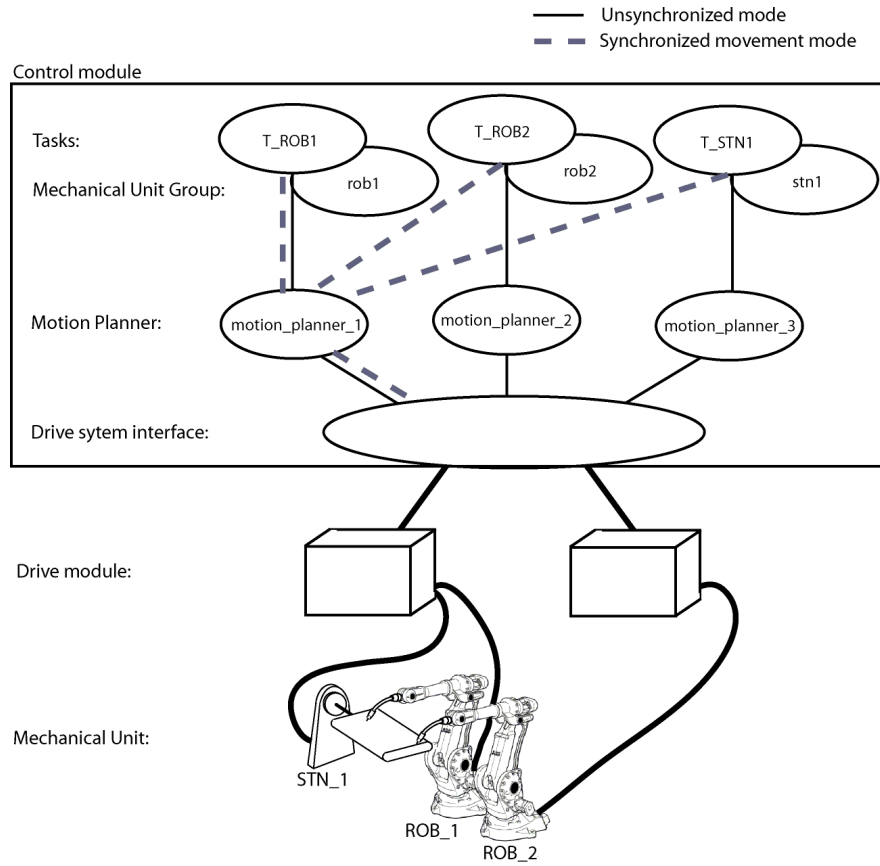 Unsynchronized mode
Synchronized movement mode
Control module
Tasks:
T_ROB1
T_ROB2
T_STN1
Mechanical Unit Group:
rob1
rob2
stn1
Motion Planner:
motion_planner_1
motion_planner_2
motion_planner_3
Drive sytem interface:
Drive module:
Mechanical Unit:
STN_1
ROB_1
ROB_2